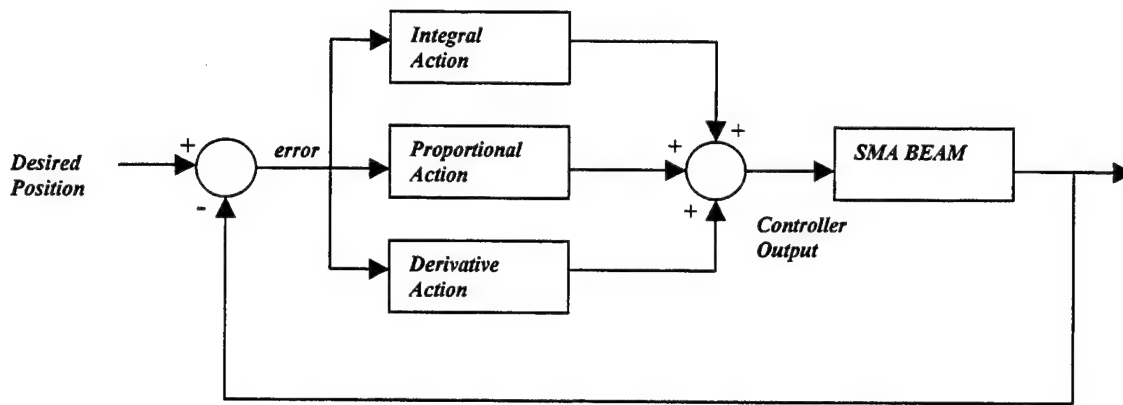 Integral
Action
+
+
Desired
Position
error
Proportional
Action
+
SMA BEAM
-
+
Controller
Output
Derivative
Action